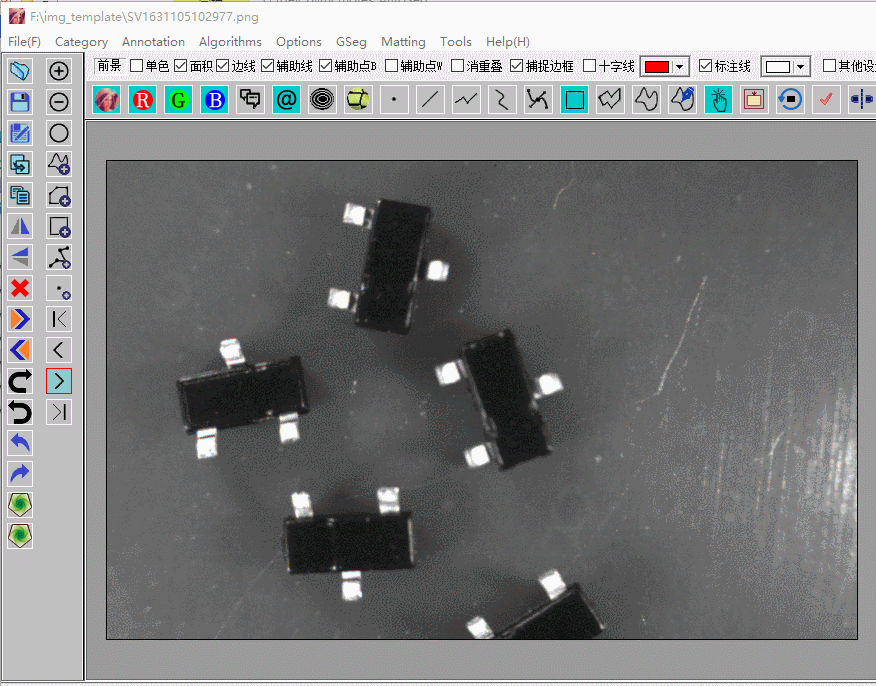 F:\img_template\SV1631105102977.png
File(F) Category Annotation Algorithms Options GSeg Matting Tools Help(H)
前景 单色 面积 边线 辅助线 辅助点B 辅助点W 消重叠 捕捉边框 十字线 标注线 其他设
R G B @